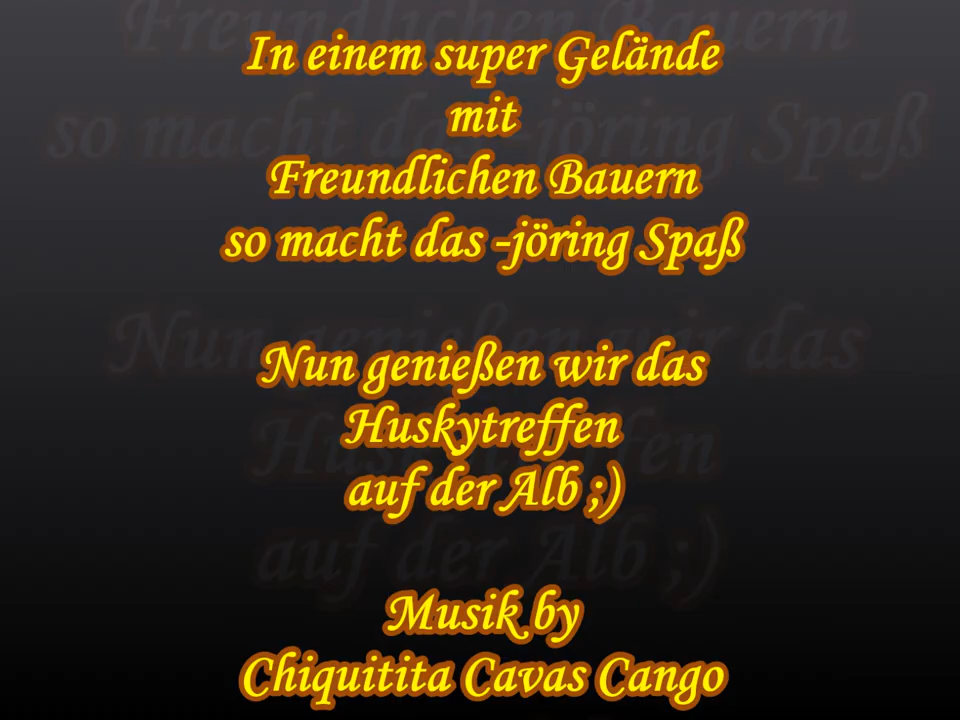 In einem super Gelände
mit
Freundlichen Bauern
so macht das -jöring Spaß
Nun genießen wir das
Huskytreffen
auf der Alb ;)
Musik by
Chiquitita Cavas Cango